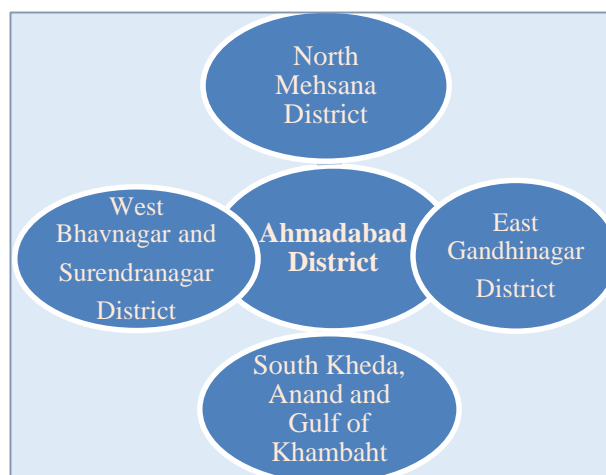 North
Mehsana
District
West
Bhavnagar and
Surendranagar
District
Ahmadabad
District
East
Gandhinagar
District
South Kheda,
Anand and
Gulf of
Khambaht